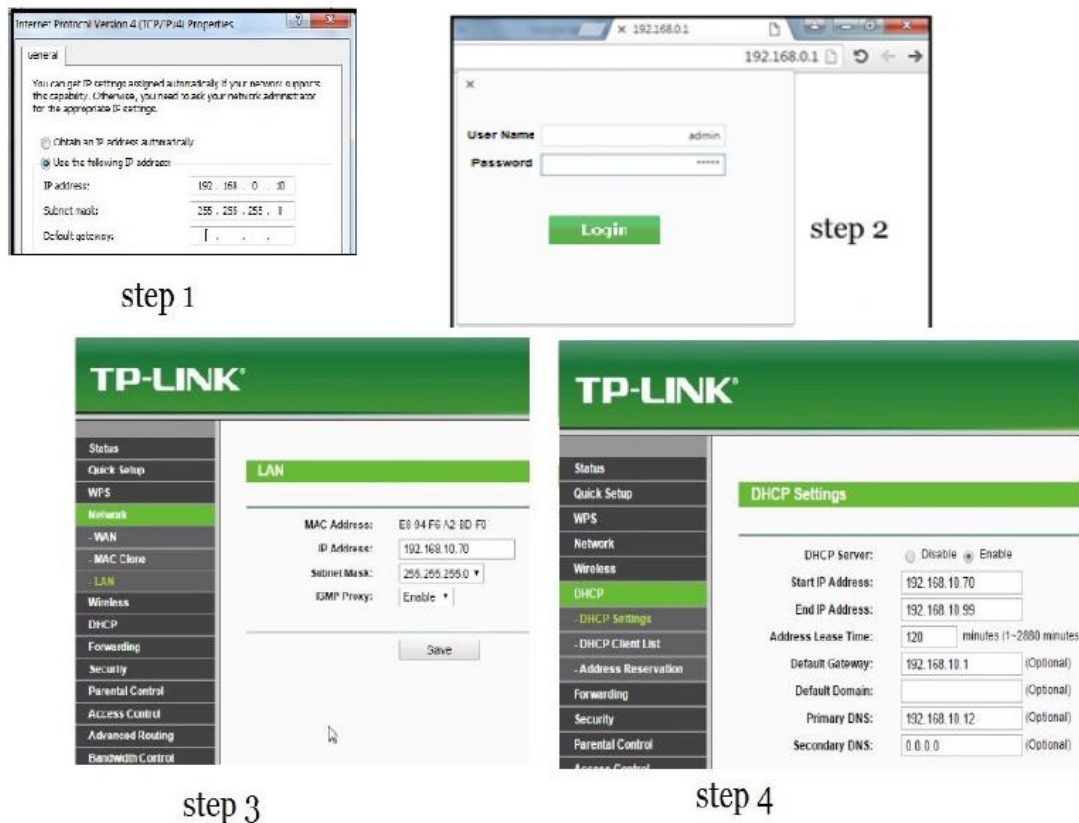 Internet Protocol Version 4 (TCP/IPv4) Properties
General
You can get IP settings assigned automatically if your network supports
this capability. Otherwise, you need to ask your network administrator
for the appropriate IP settings.
Obtain an IP address automatically
Use the following IP address:
IP address: 192 . 168 . 0 . 10
Subnet mask: 255 . 255 . 255 .
Default gateway: . . .
step 1
192.168.0.1
192.168.0.1
User Name admin
Password *****
Login
step 2
TP-LINK®
Status
Quick Setup
WPS
Network
- WAN
- MAC Clone
- LAN
Wireless
DHCP
Forwarding
Security
Parental Control
Access Control
Advanced Routing
Bandwidth Control
LAN
MAC Address: E8-94-F6-A2-BD-F0
IP Address: 192.168.10.70
Subnet Mask: 255.255.255.0
IGMP Proxy: Enable
Save
step 3
TP-LINK®
Status
Quick Setup
WPS
Network
Wireless
DHCP
- DHCP Settings
- DHCP Client List
- Address Reservation
Forwarding
Security
Parental Control
Access Control
DHCP Settings
DHCP Server: Disable Enable
Start IP Address: 192.168.10.70
End IP Address: 192.168.10.99
Address Lease Time: 120 minutes (1~2880 minutes
Default Gateway: 192.168.10.1 (Optional)
Default Domain: (Optional)
Primary DNS: 192.168.10.12 (Optional)
Secondary DNS: 0.0.0.0 (Optional)
step 4